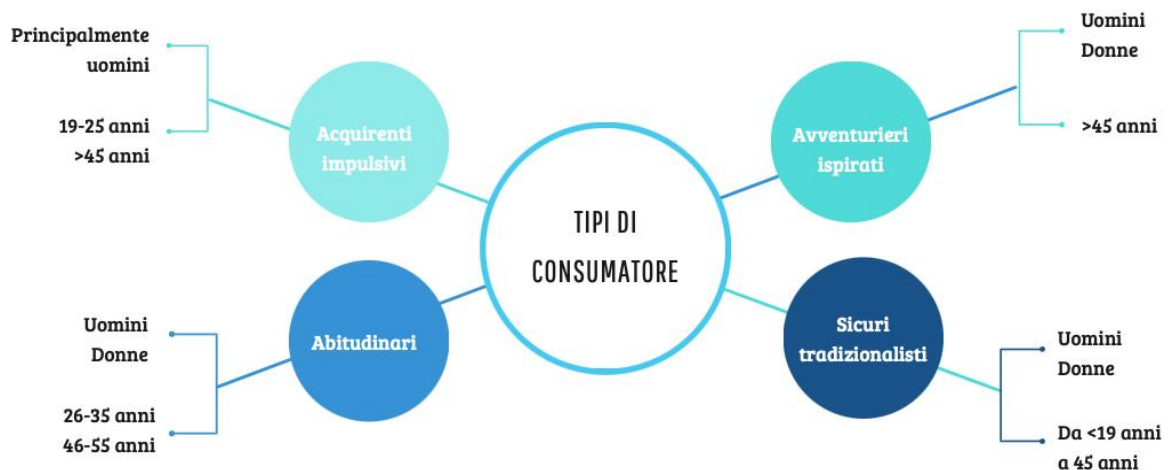 Principalmente
uomini
19-25 anni
>45 anni
Acquirenti
impulsivi
Uomini
Donne
>45 anni
Avventurieri
ispirati
TIPI DI
CONSUMATORE
Uomini
Donne
26-35 anni
46-55 anni
Abitudinari
Sicuri
tradizionalisti
Uomini
Donne
Da <19 anni
a 45 anni